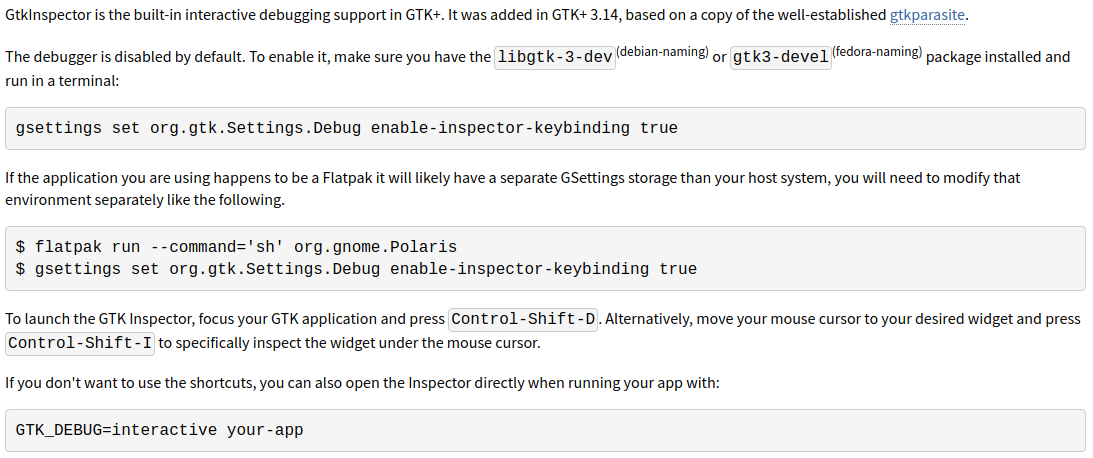 GtkInspector is the built-in interactive debugging support in GTK+. It was added in GTK+ 3.14, based on a copy of the well-established gtkparasite.
The debugger is disabled by default. To enable it, make sure you have the libgtk-3-dev(debian-naming) or gtk3-devel(fedora-naming) package installed and
run in a terminal:
gsettings set org.gtk.Settings.Debug enable-inspector-keybinding true
If the application you are using happens to be a Flatpak it will likely have a separate GSettings storage than your host system, you will need to modify that
environment separately like the following.
$ flatpak run --command='sh' org.gnome.Polaris
$ gsettings set org.gtk.Settings.Debug enable-inspector-keybinding true
To launch the GTK Inspector, focus your GTK application and press Control-Shift-D. Alternatively, move your mouse cursor to your desired widget and press
Control-Shift-I to specifically inspect the widget under the mouse cursor.
If you don't want to use the shortcuts, you can also open the Inspector directly when running your app with:
GTK_DEBUG=interactive your-app